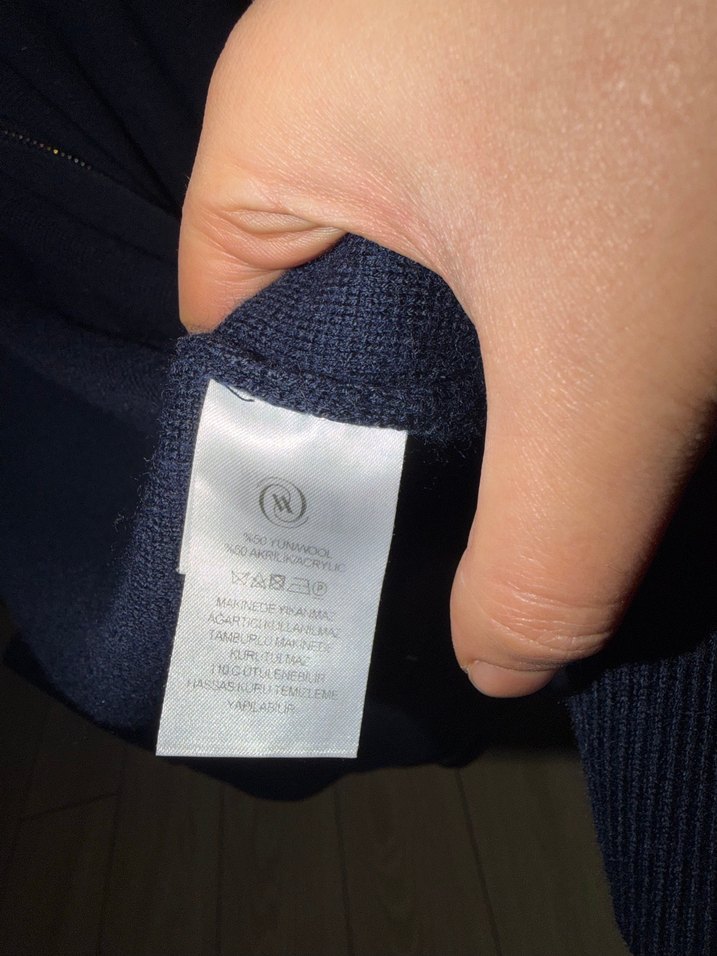 %50 YÜN/WOOL
%50 AKRİLİK/ACRYLIC
MAKİNEDE YIKANMAZ
AĞARTICI KULLANILMAZ
TAMBURLU MAKİNEDE
KURUTULMAZ
110 C ÜTÜLENEBİLİR
HASSAS KURU TEMİZLEME
YAPILABİLİR